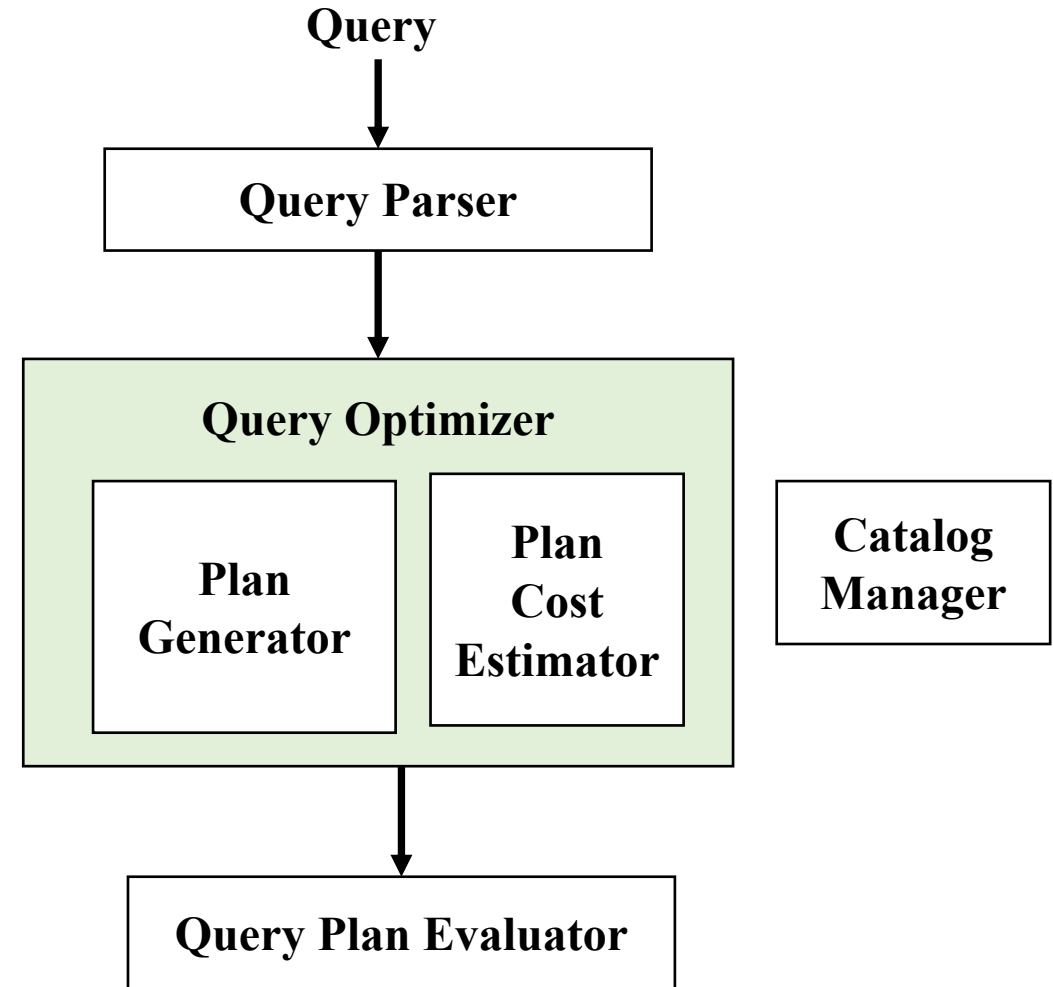 Query
Query Parser
Query Optimizer
Plan
Generator
Plan
Cost
Estimator
Catalog
Manager
Query Plan Evaluator